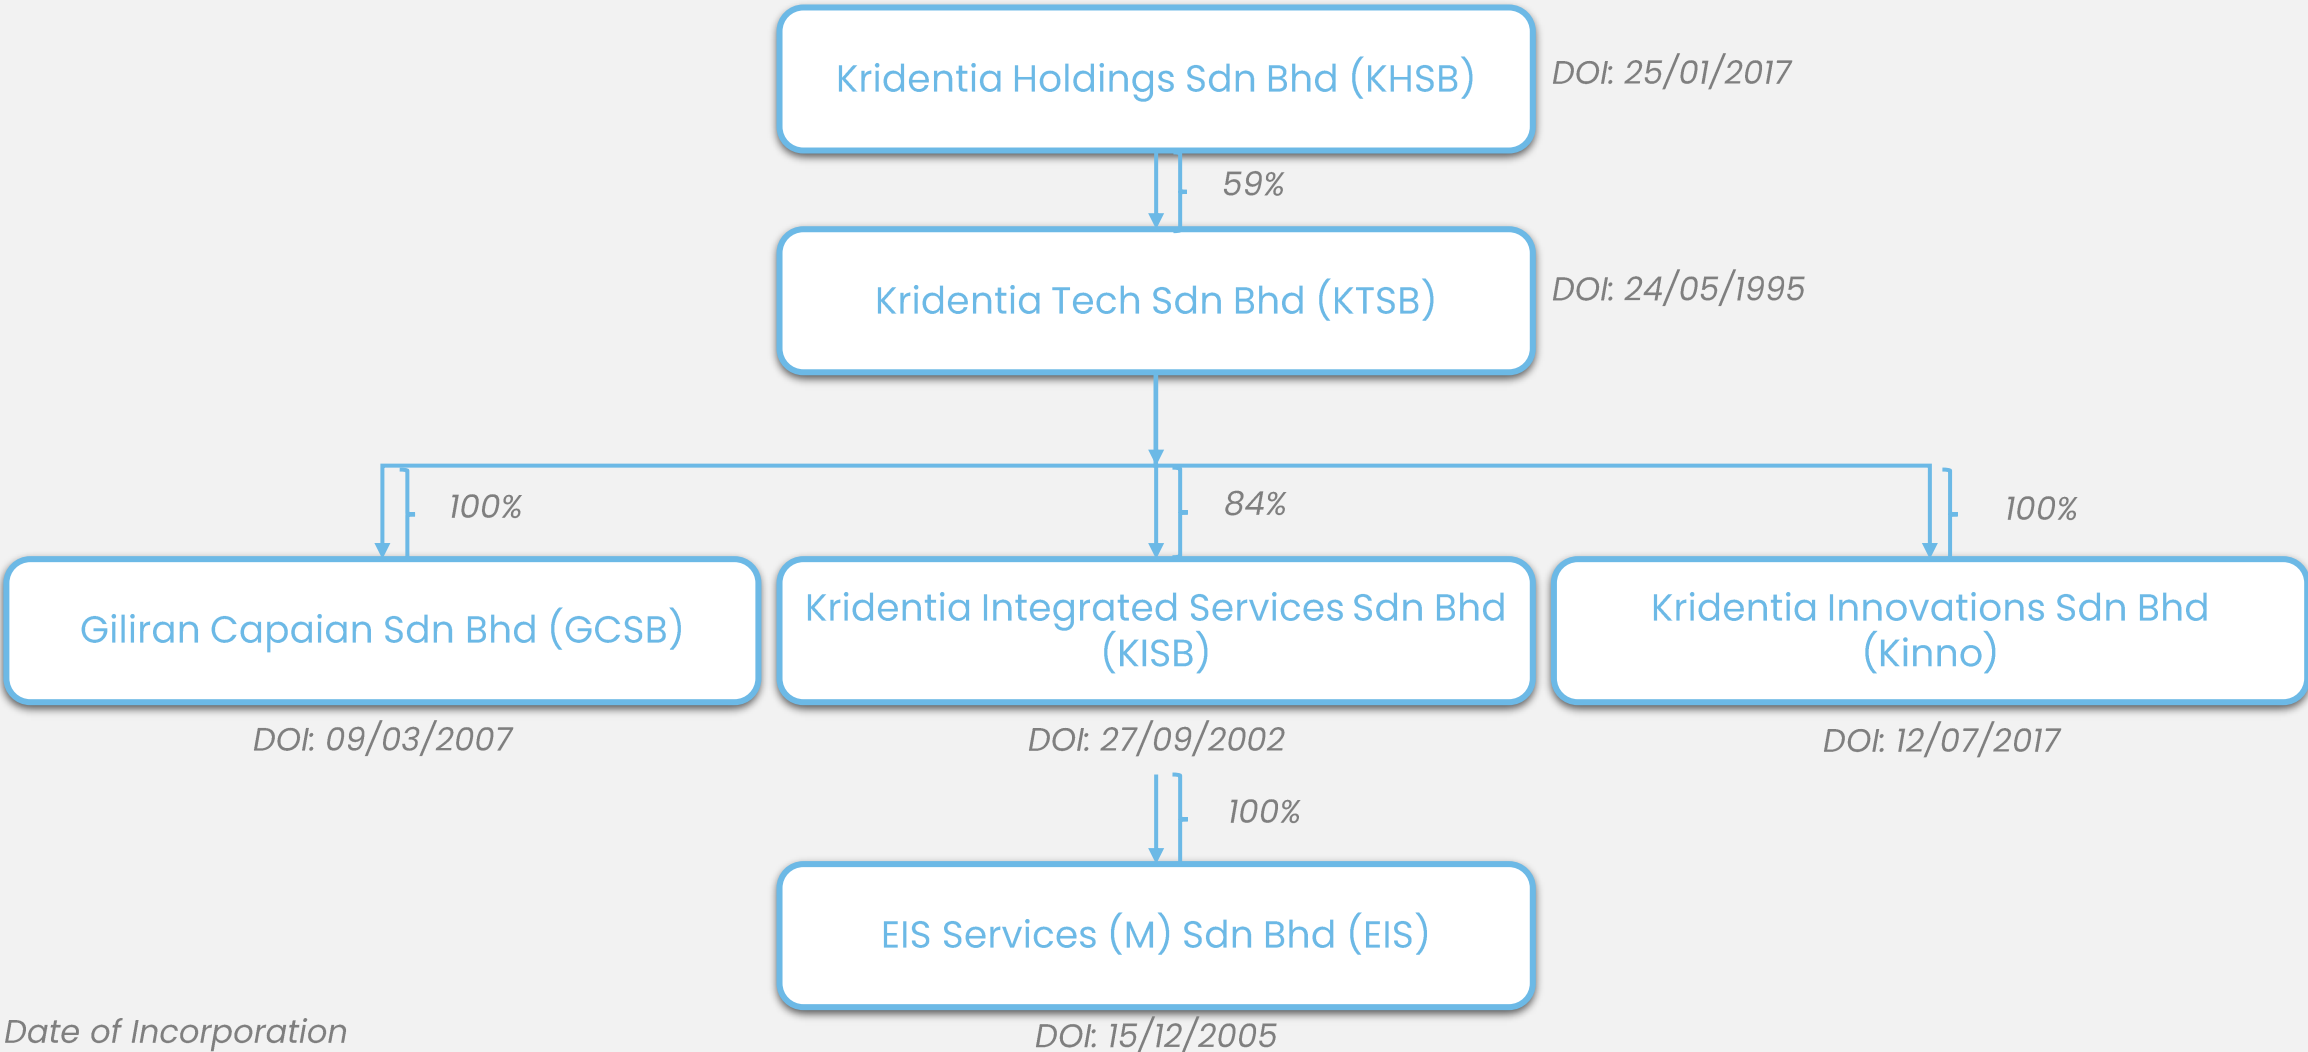 Kridentia Holdings Sdn Bhd (KHSB)
DOI: 25/01/2017
59%
Kridentia Tech Sdn Bhd (KTSB)
DOI: 24/05/1995
100%
84%
100%
Giliran Capaian Sdn Bhd (GCSB)
Kridentia Integrated Services Sdn Bhd
(KISB)
Kridentia Innovations Sdn Bhd
(Kinno)
DOI: 09/03/2007
DOI: 27/09/2002
DOI: 12/07/2017
100%
EIS Services (M) Sdn Bhd (EIS)
Date of Incorporation
DOI: 15/12/2005